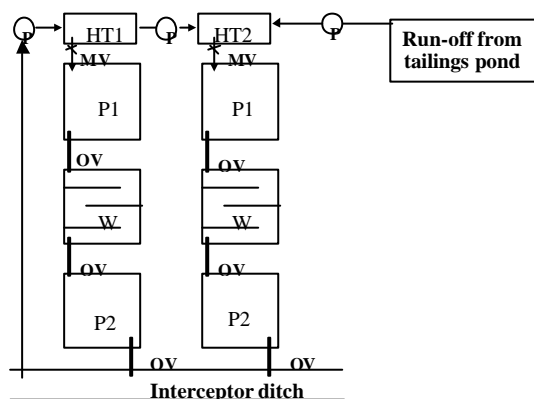 P HT1 P HT2 P
Run-off from
tailings pond
MV MV
P1 P1
OV OV
W W
OV OV
P2 P2
OV OV
Interceptor ditch